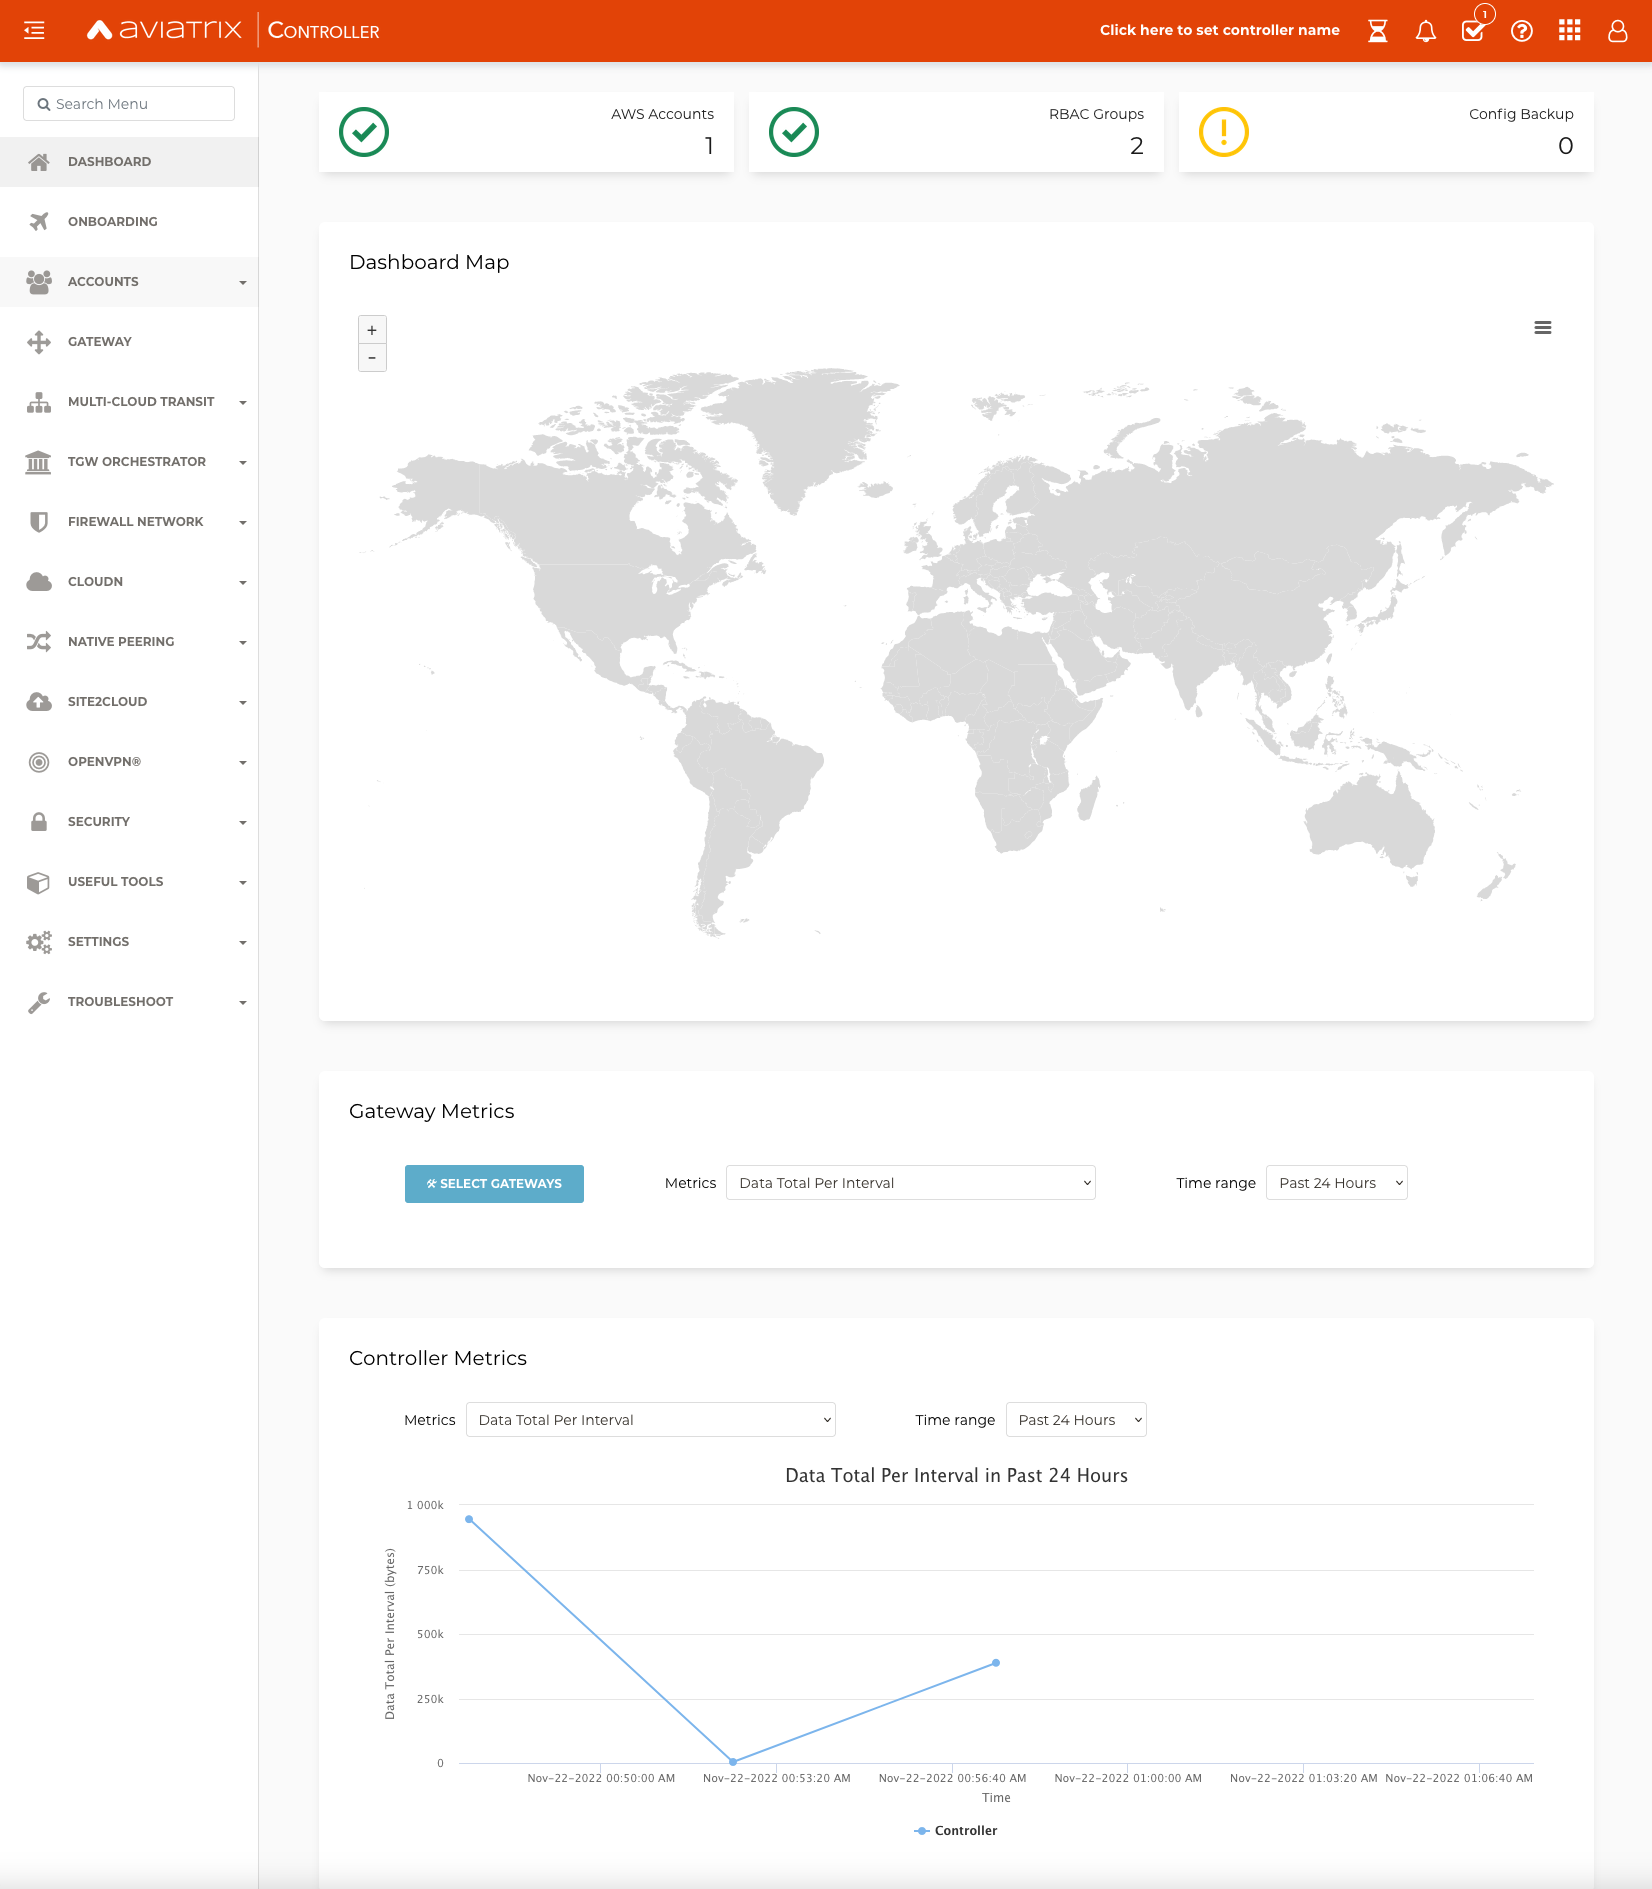 aviatrix CONTROLLER
Click here to set controller name
1
Search Menu
DASHBOARD
ONBOARDING
ACCOUNTS
GATEWAY
MULTI-CLOUD TRANSIT
TGW ORCHESTRATOR
FIREWALL NETWORK
CLOUDN
NATIVE PEERING
SITE2CLOUD
OPENVPN®
SECURITY
USEFUL TOOLS
SETTINGS
TROUBLESHOOT
AWS Accounts
1
RBAC Groups
2
Config Backup
0
Dashboard Map
+
-
Gateway Metrics
SELECT GATEWAYS
Metrics Data Total Per Interval
Time range Past 24 Hours
Controller Metrics
Metrics Data Total Per Interval
Time range Past 24 Hours
Data Total Per Interval in Past 24 Hours
Data Total Per Interval (bytes)
1 000k
750k
500k
250k
0
Nov-22-2022 00:50:00 AM Nov-22-2022 00:53:20 AM Nov-22-2022 00:56:40 AM Nov-22-2022 01:00:00 AM Nov-22-2022 01:03:20 AM Nov-22-2022 01:06:40 AM
Time
Controller